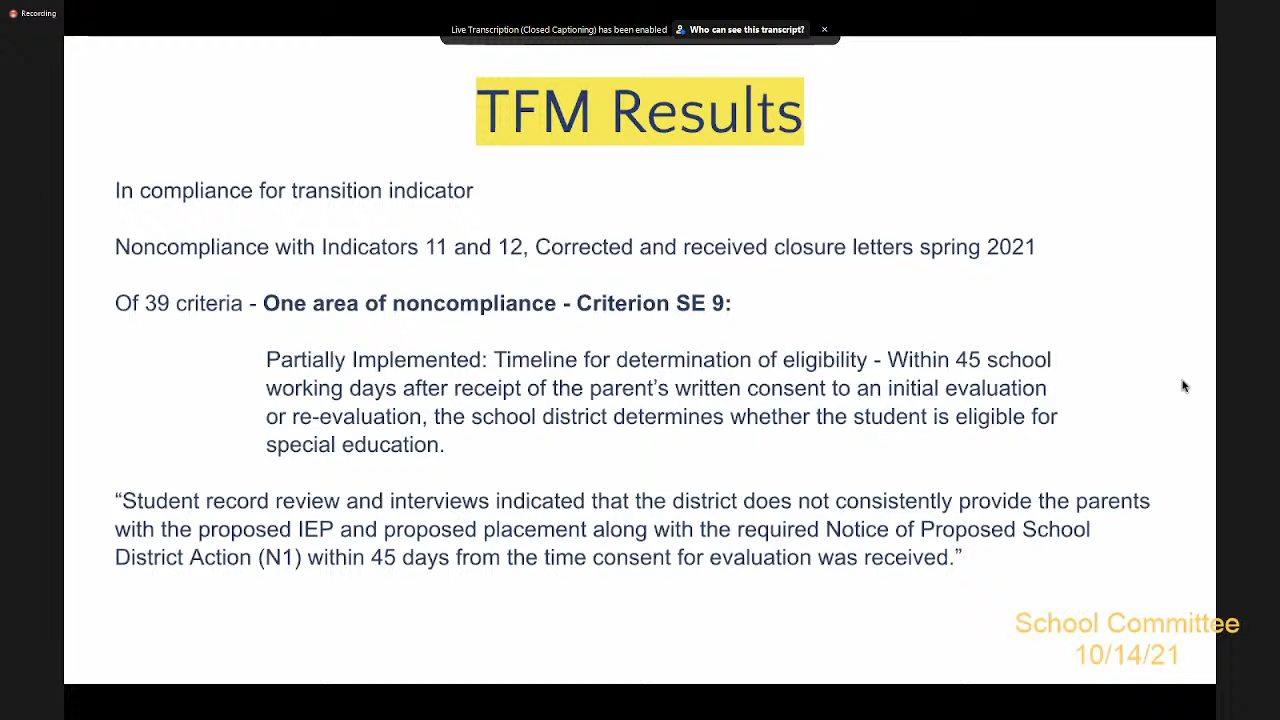 Recording
Live Transcription (Closed Captioning) has been enabled Who can see this transcript? ×
TFM Results
In compliance for transition indicator
Noncompliance with Indicators 11 and 12, Corrected and received closure letters spring 2021
Of 39 criteria - One area of noncompliance - Criterion SE 9:
Partially Implemented: Timeline for determination of eligibility - Within 45 school
working days after receipt of the parent’s written consent to an initial evaluation
or re-evaluation, the school district determines whether the student is eligible for
special education.
“Student record review and interviews indicated that the district does not consistently provide the parents
with the proposed IEP and proposed placement along with the required Notice of Proposed School
District Action (N1) within 45 days from the time consent for evaluation was received.”
School Committee
10/14/21